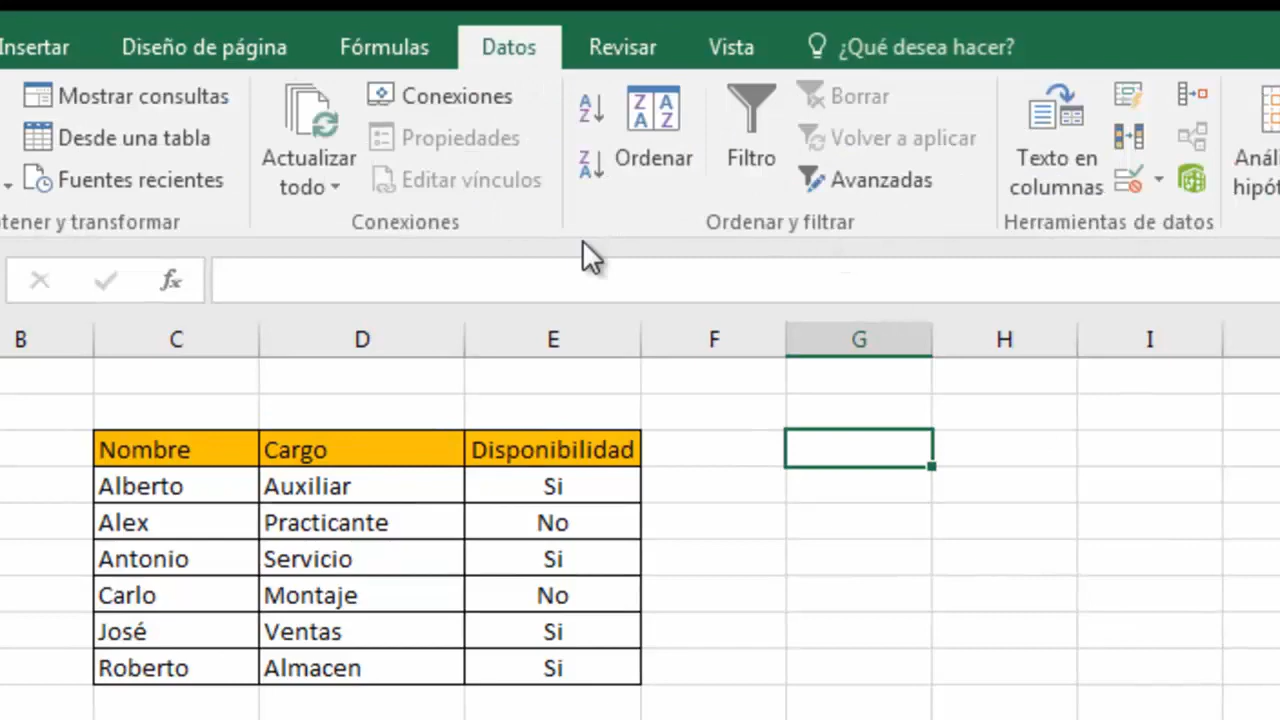 Insertar Diseño de página Fórmulas Datos Revisar Vista ¿Qué desea hacer?
Mostrar consultas
Desde una tabla
Fuentes recientes
tener y transformar
Actualizar
todo
Conexiones
Propiedades
Editar vínculos
Conexiones
A
Z
Z
A
Z A
A Z
Ordenar
Filtro
Borrar
Volver a aplicar
Avanzadas
Ordenar y filtrar
Texto en
columnas
Herramientas de datos
Anál
hipót
fx
B C D E F G H I
Nombre Cargo Disponibilidad
Alberto Auxiliar Si
Alex Practicante No
Antonio Servicio Si
Carlo Montaje No
José Ventas Si
Roberto Almacen Si